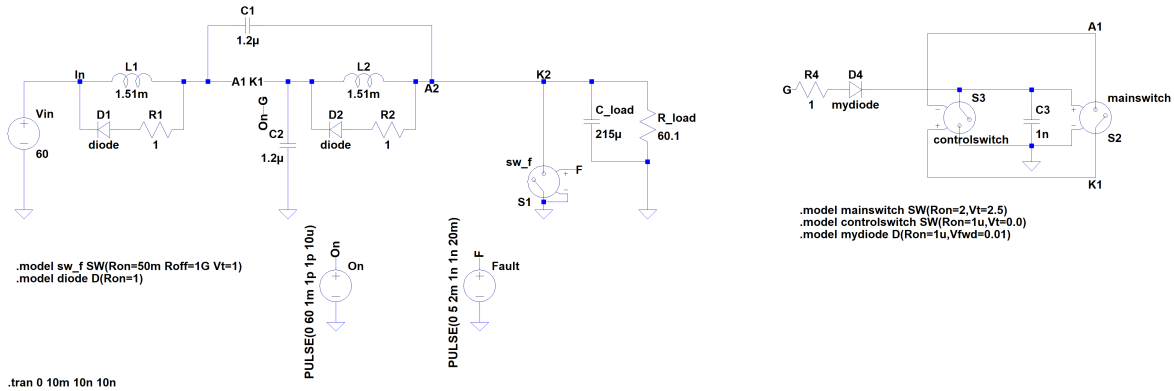 C1
1.2µ
In
L1
1.51m
A1 K1
L2
1.51m
A2
K2
Vin
60
D1
diode
R1
1
On
G
C2
1.2µ
D2
diode
R2
1
C_load
215µ
R_load
60.1
sw_f
F
S1
A1
R4
G
1
D4
mydiode
S3
controlswitch
C3
1n
mainswitch
S2
K1
.model mainswitch SW(Ron=2,Vt=2.5)
.model controlswitch SW(Ron=1u,Vt=0.0)
.model mydiode D(Ron=1u,Vfwd=0.01)
.model sw_f SW(Ron=50m Roff=1G Vt=1)
.model diode D(Ron=1)
PULSE(0 60 1m 1p 1p 10u)
On
On
PULSE(0 5 2m 1n 1n 20m)
F
Fault
.tran 0 10m 10n 10n